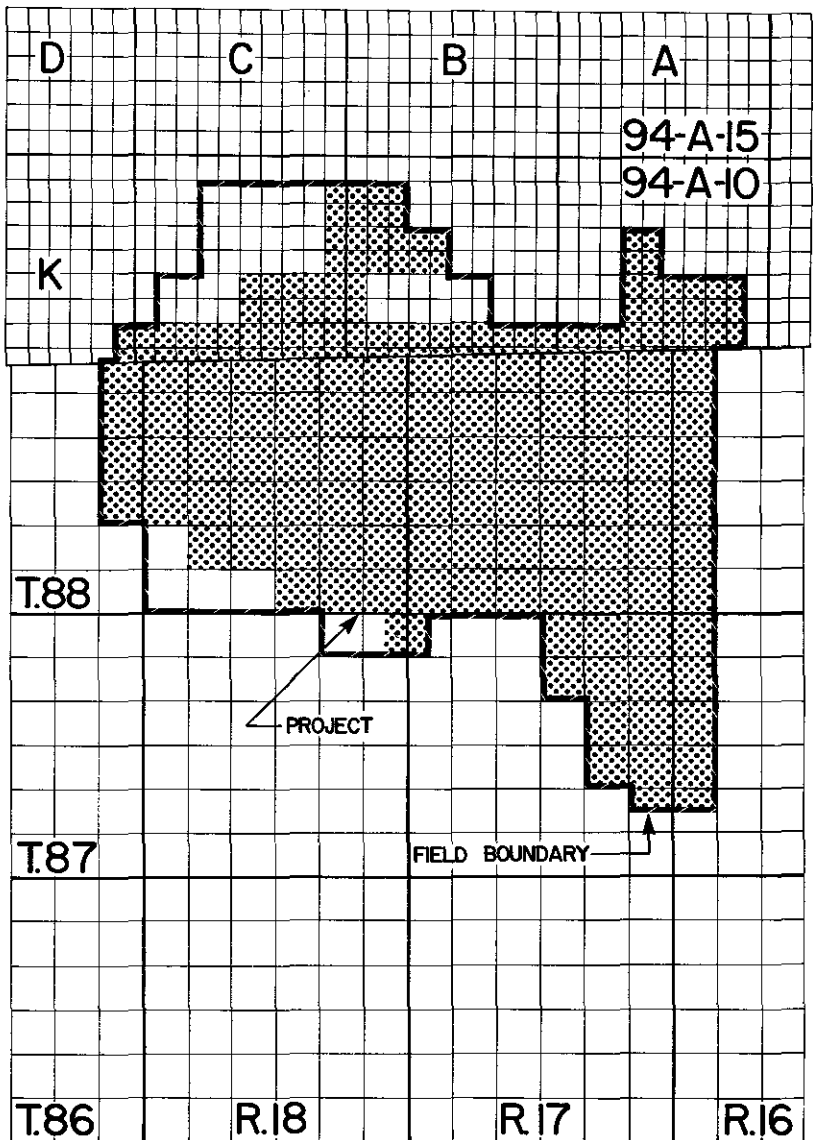 D C B A
94-A-15
94-A-10
K
T.88
PROJECT
FIELD BOUNDARY
T.87
T.86 R.18 R.17 R.16